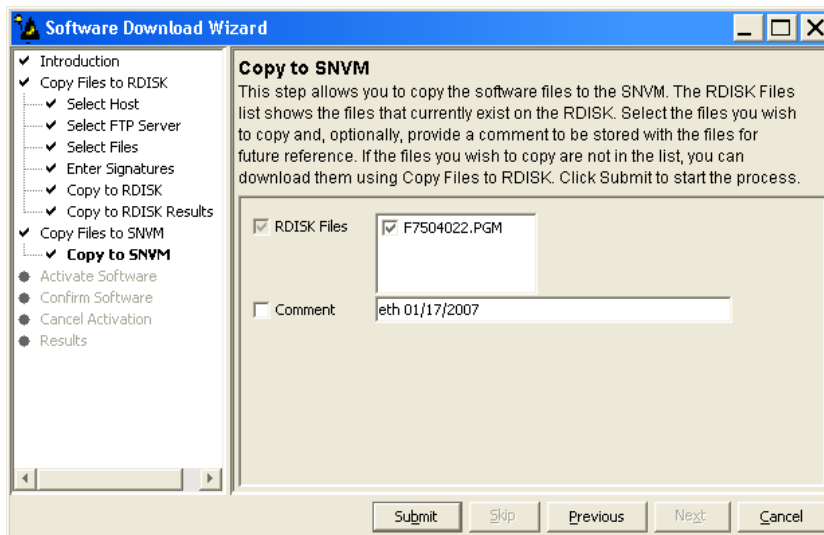 Software Download Wizard
Introduction
Copy Files to RDISK
Select Host
Select FTP Server
Select Files
Enter Signatures
Copy to RDISK
Copy to RDISK Results
Copy Files to SNVM
Copy to SNVM
Activate Software
Confirm Software
Cancel Activation
Results
Copy to SNVM
This step allows you to copy the software files to the SNVM. The RDISK Files
list shows the files that currently exist on the RDISK. Select the files you wish
to copy and, optionally, provide a comment to be stored with the files for
future reference. If the files you wish to copy are not in the list, you can
download them using Copy Files to RDISK. Click Submit to start the process.
RDISK Files
F7504022.PGM
Comment
eth 01/17/2007
Submit
Skip
Previous
Next
Cancel